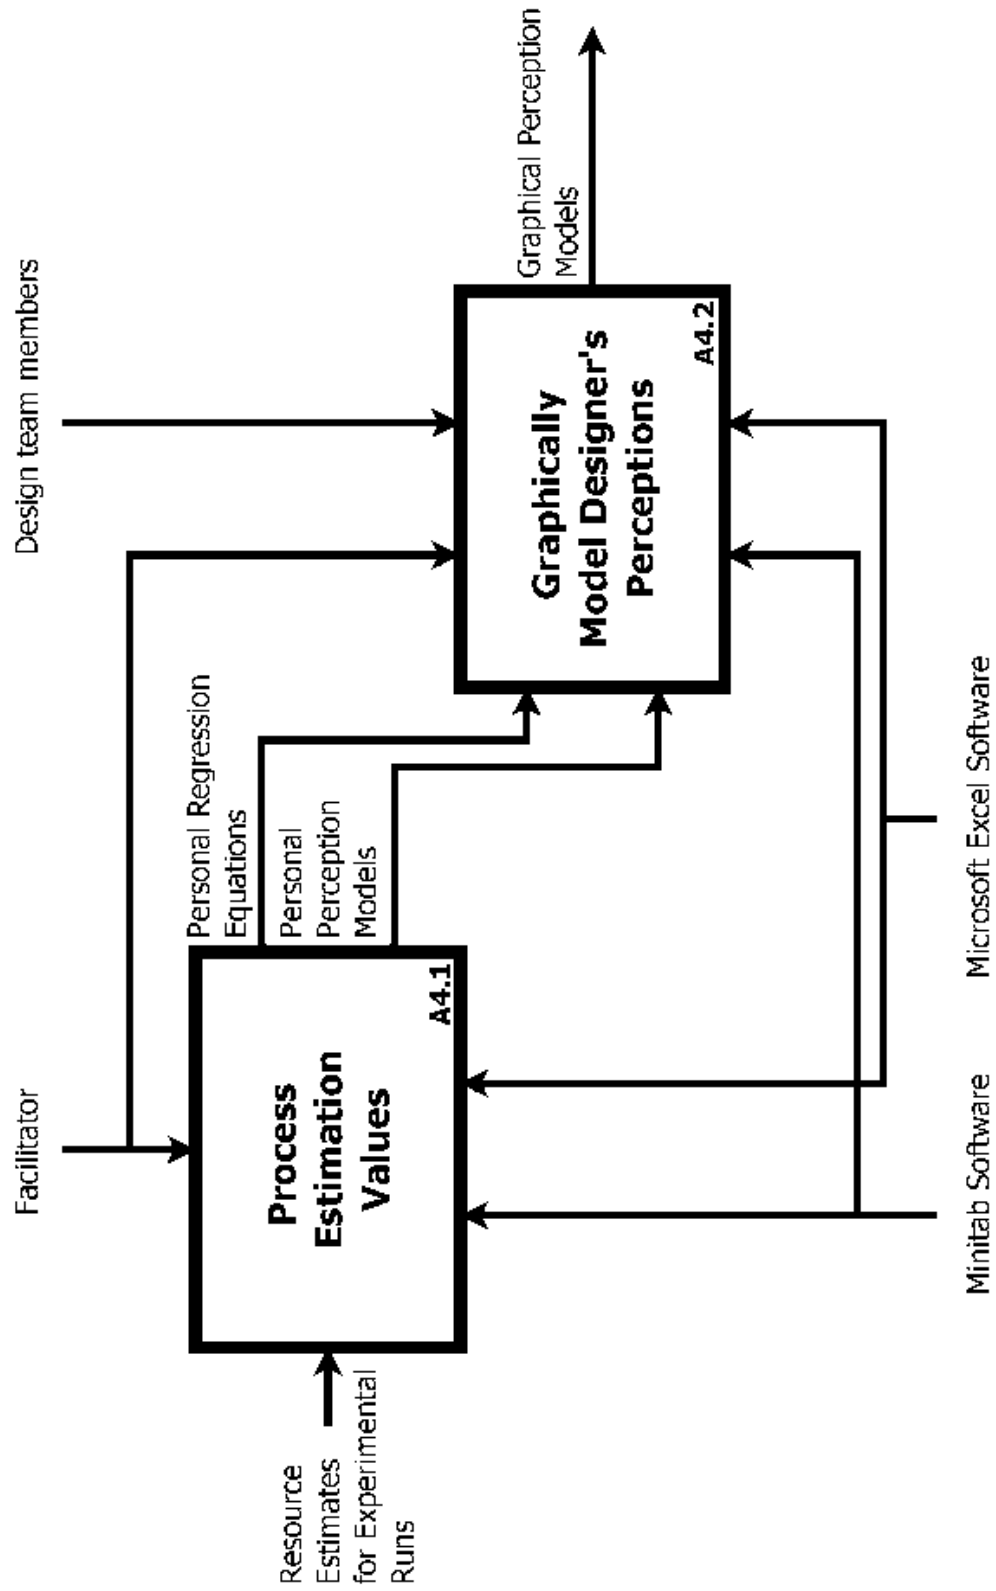 Facilitator
Design team members
Resource
Estimates
for Experimental
Runs
Process
Estimation
Values
A4.1
Personal Regression
Equations
Personal
Perception
Models
Graphically
Model Designer's
Perceptions
A4.2
Graphical Perception
Models
Minitab Software
Microsoft Excel Software